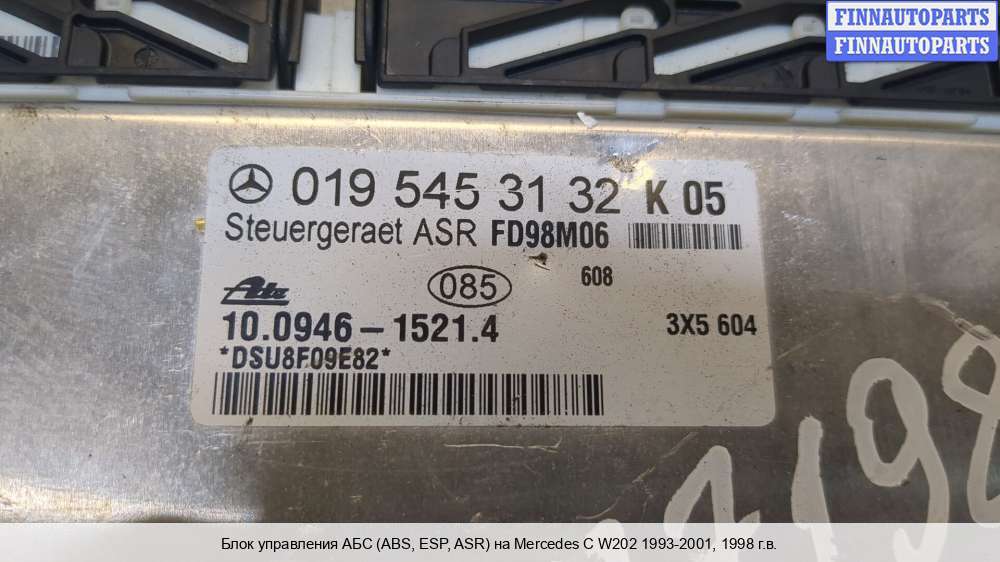 FINNAUTOPARTS
FINNAUTOPARTS
019 545 31 32 K 05
Steuergeraet ASR FD98M06
608
085
Ate
10.0946-1521.4
3X5 604
*DSU8F09E82*
Блок управления АБС (ABS, ESP, ASR) на Mercedes C W202 1993-2001, 1998 г.в.